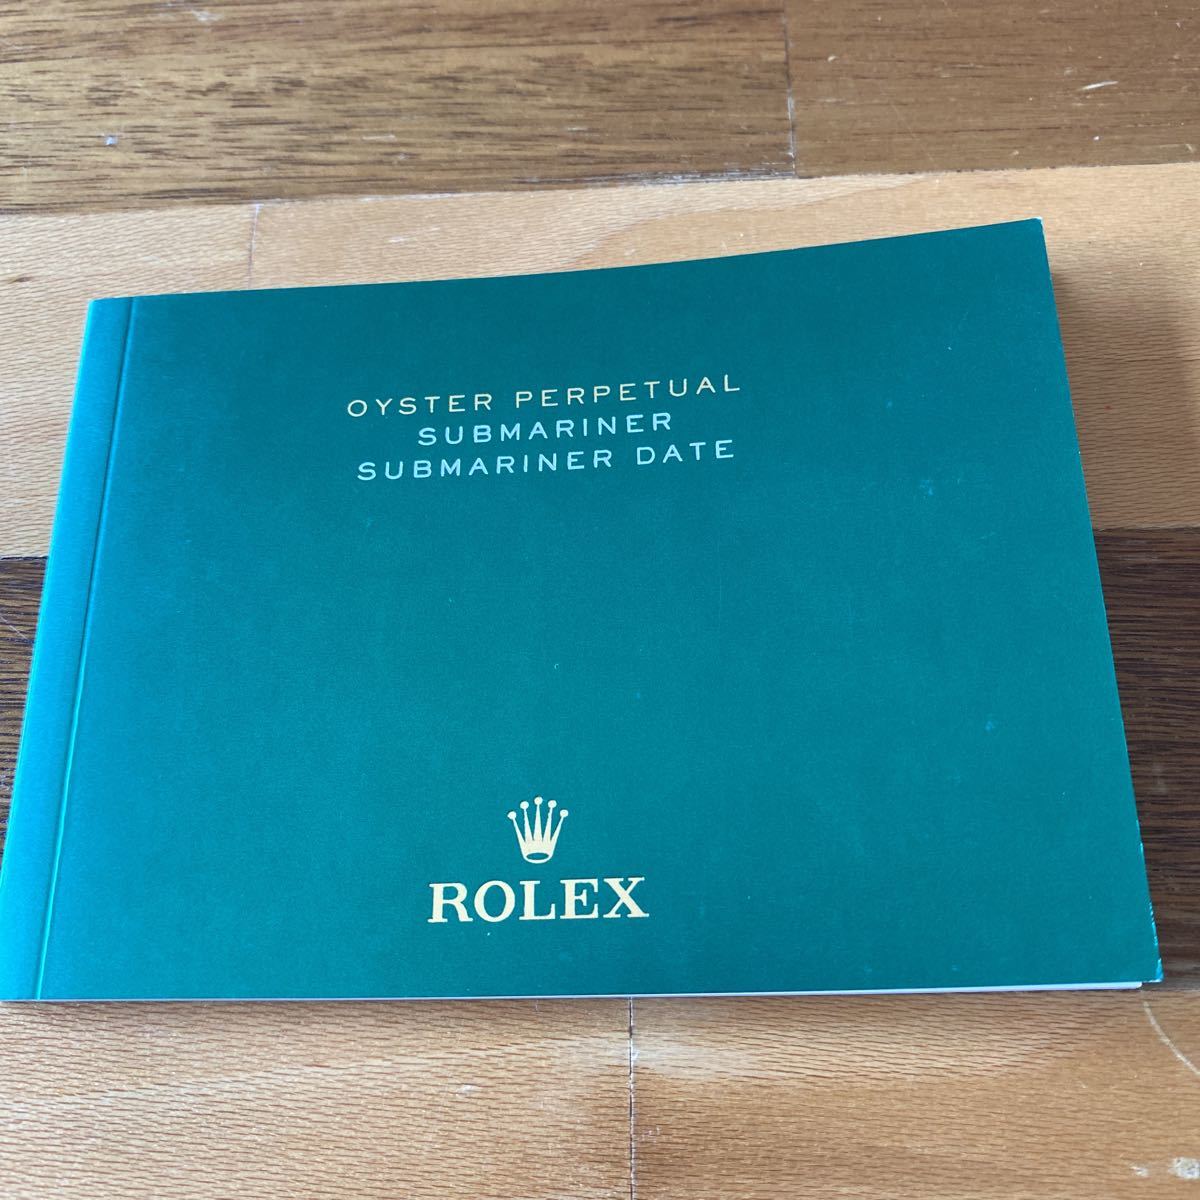 OYSTER PERPETUAL
SUBMARINER
SUBMARINER DATE
ROLEX